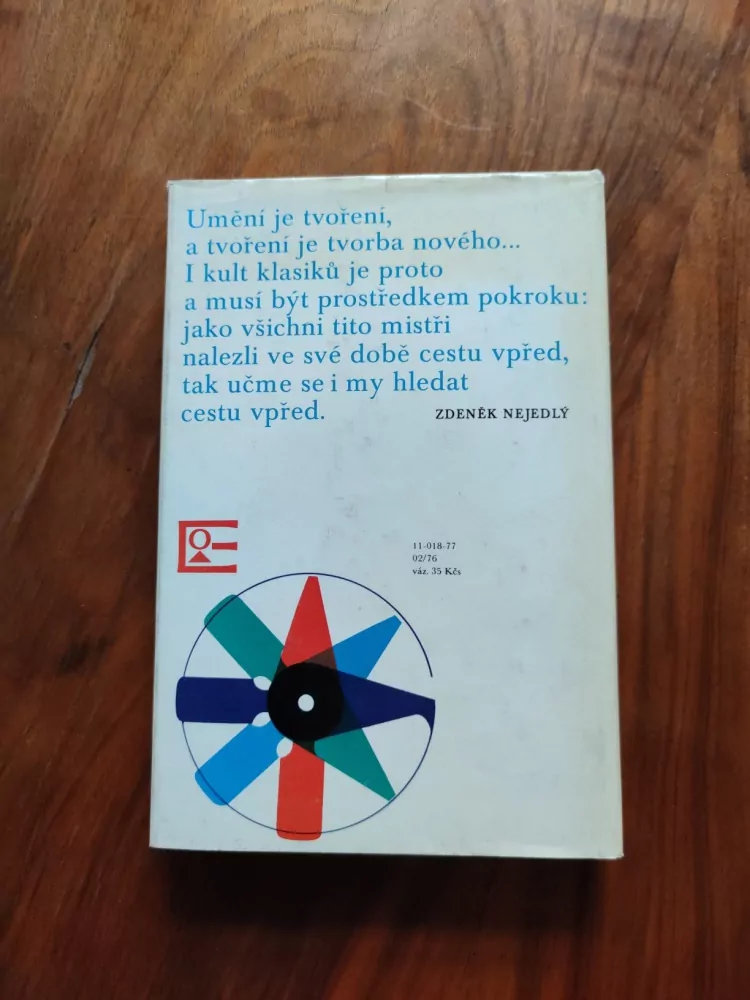 Umění je tvoření,
a tvoření je tvorba nového...
I kult klasiků je proto
a musí být prostředkem pokroku:
jako všichni tito mistři
nalezli ve své době cestu vpřed,
tak učme se i my hledat
cestu vpřed.
ZDENĚK NEJEDLÝ
11-018-77
02/76
váz. 35 Kčs